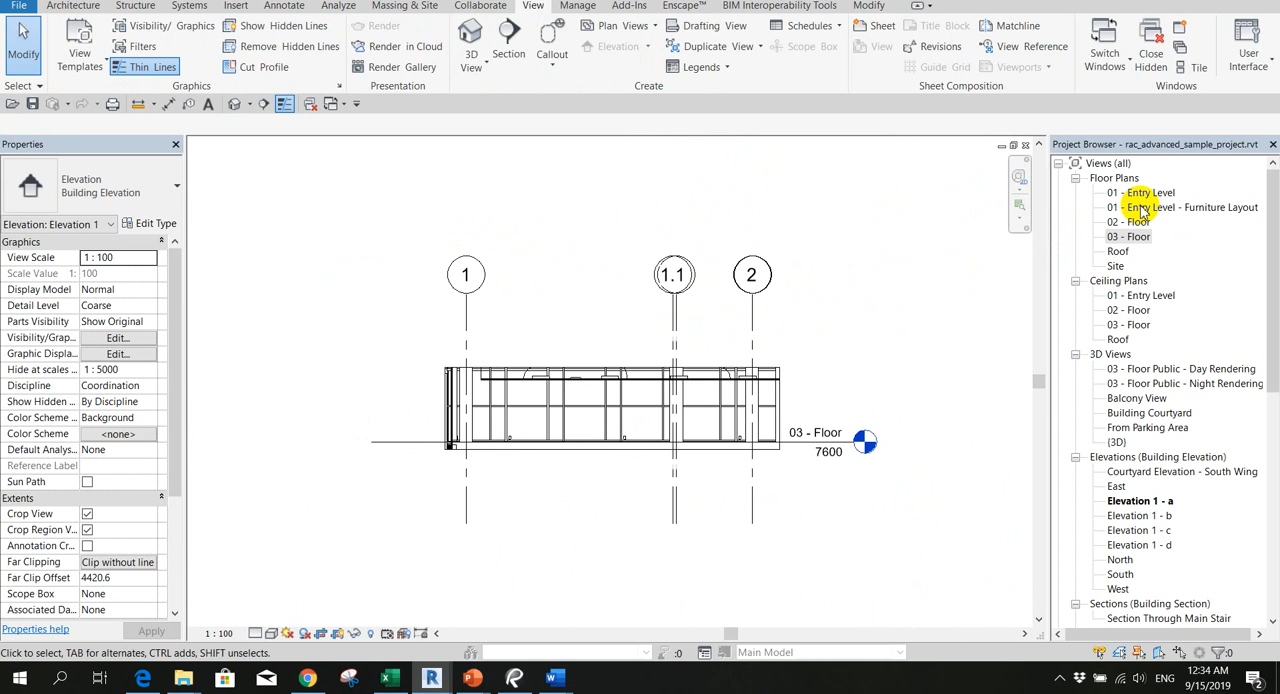 File Architecture Structure Systems Insert Annotate Analyze Massing & Site Collaborate View Manage Add-Ins Enscape™ BIM Interoperability Tools Modify
Modify
View Templates
Visibility/ Graphics
Filters
Thin Lines
Show Hidden Lines
Remove Hidden Lines
Cut Profile
Render
Render in Cloud
Render Gallery
3D View
Section
Callout
Plan Views
Elevation
Drafting View
Duplicate View
Legends
Schedules
Scope Box
Sheet
View
Title Block
Revisions
Guide Grid
Matchline
View Reference
Viewports
Switch Windows
Close Hidden
Tile
User Interface
Select
Graphics
Presentation
Create
Sheet Composition
Windows
Properties
Elevation
Building Elevation
Elevation: Elevation 1
Edit Type
Graphics
View Scale 1 : 100
Scale Value 1: 100
Display Model Normal
Detail Level Coarse
Parts Visibility Show Original
Visibility/Grap... Edit...
Graphic Displa... Edit...
Hide at scales ... 1 : 5000
Discipline Coordination
Show Hidden ... By Discipline
Color Scheme ... Background
Color Scheme <none>
Default Analys... None
Reference Label
Sun Path
Extents
Crop View
Crop Region V...
Annotation Cr...
Far Clipping Clip without line
Far Clip Offset 4420.6
Scope Box None
Associated Da... None
Properties help
Apply
1
1.1
2
03 - Floor
7600
1 : 100
Project Browser - rac_advanced_sample_project.rvt
Views (all)
Floor Plans
01 - Entry Level
01 - Entry Level - Furniture Layout
02 - Floor
03 - Floor
Roof
Site
Ceiling Plans
01 - Entry Level
02 - Floor
03 - Floor
Roof
3D Views
03 - Floor Public - Day Rendering
03 - Floor Public - Night Rendering
Balcony View
Building Courtyard
From Parking Area
{3D}
Elevations (Building Elevation)
Courtyard Elevation - South Wing
East
Elevation 1 - a
Elevation 1 - b
Elevation 1 - c
Elevation 1 - d
North
South
West
Sections (Building Section)
Section Through Main Stair
Click to select, TAB for alternates, CTRL adds, SHIFT unselects.
:0
Main Model
:0
ENG
12:34 AM
9/15/2019
2